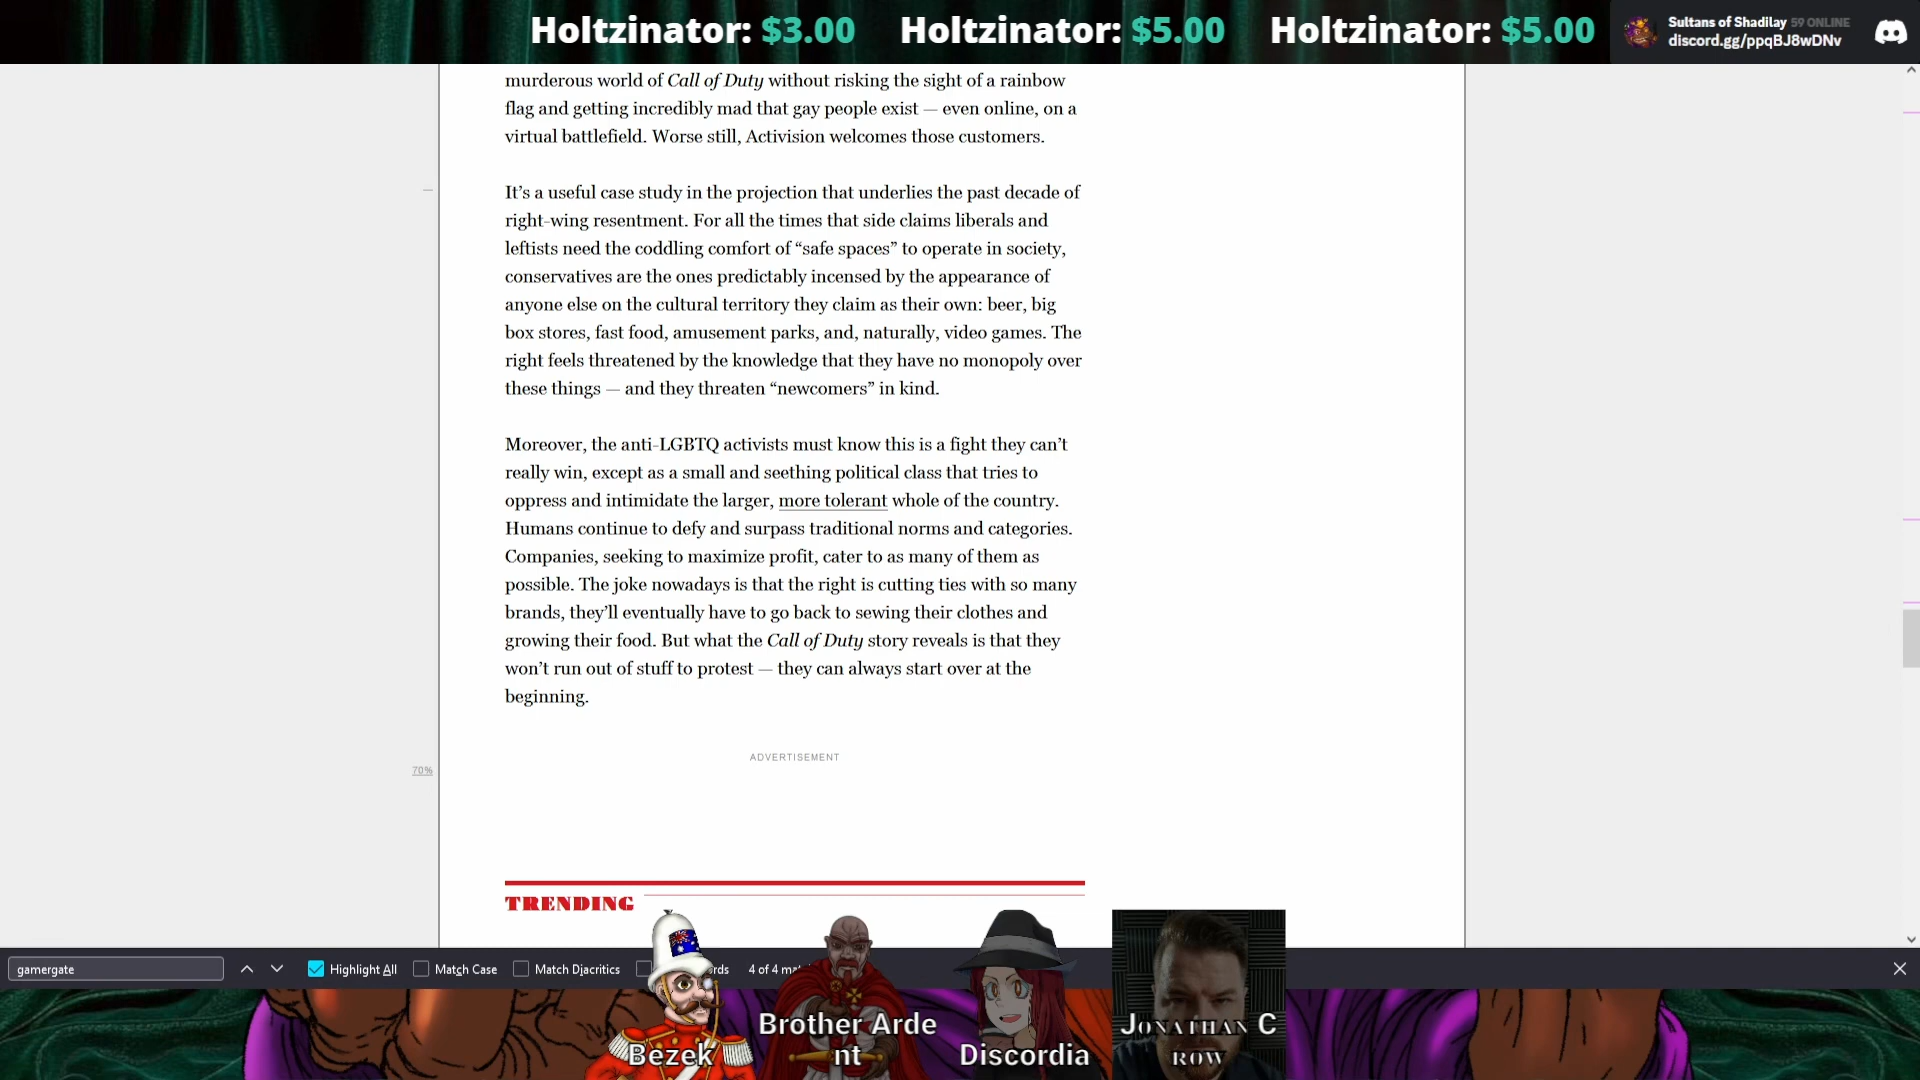 Holtzinator: $3.00 Holtzinator: $5.00 Holtzinator: $5.00
Sultans of Shadilay 59 ONLINE
discord.gg/ppqBJ8wDNv
murderous world of Call of Duty without risking the sight of a rainbow
flag and getting incredibly mad that gay people exist — even online, on a
virtual battlefield. Worse still, Activision welcomes those customers.
It’s a useful case study in the projection that underlies the past decade of
right-wing resentment. For all the times that side claims liberals and
leftists need the coddling comfort of “safe spaces” to operate in society,
conservatives are the ones predictably incensed by the appearance of
anyone else on the cultural territory they claim as their own: beer, big
box stores, fast food, amusement parks, and, naturally, video games. The
right feels threatened by the knowledge that they have no monopoly over
these things — and they threaten “newcomers” in kind.
Moreover, the anti-LGBTQ activists must know this is a fight they can’t
really win, except as a small and seething political class that tries to
oppress and intimidate the larger, more tolerant whole of the country.
Humans continue to defy and surpass traditional norms and categories.
Companies, seeking to maximize profit, cater to as many of them as
possible. The joke nowadays is that the right is cutting ties with so many
brands, they’ll eventually have to go back to sewing their clothes and
growing their food. But what the Call of Duty story reveals is that they
won’t run out of stuff to protest — they can always start over at the
beginning.
ADVERTISEMENT
70%
TRENDING
gamergate Highlight All Match Case Match Diacritics rds 4 of 4 mat
Bezek
Brother Arde
nt
Discordia
JONATHAN C
ROW